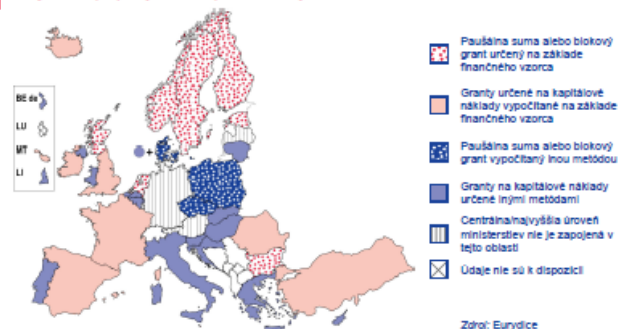 BE de
LU
MT
LI
+
Paušálna suma alebo blokový
grant určený na základe
finančného vzorca
Granty určené na kapitálové
náklady vypočítané na základe
finančného vzorca
Paušálna suma alebo blokový
grant vypočítaný inou metódou
Granty na kapitálové náklady
určené inými metódami
Centrálna/najvyššia úroveň
ministerstiev nie je zapojená v
tejto oblasti
Údaje nie sú k dispozícii
Zdroj: Eurydice